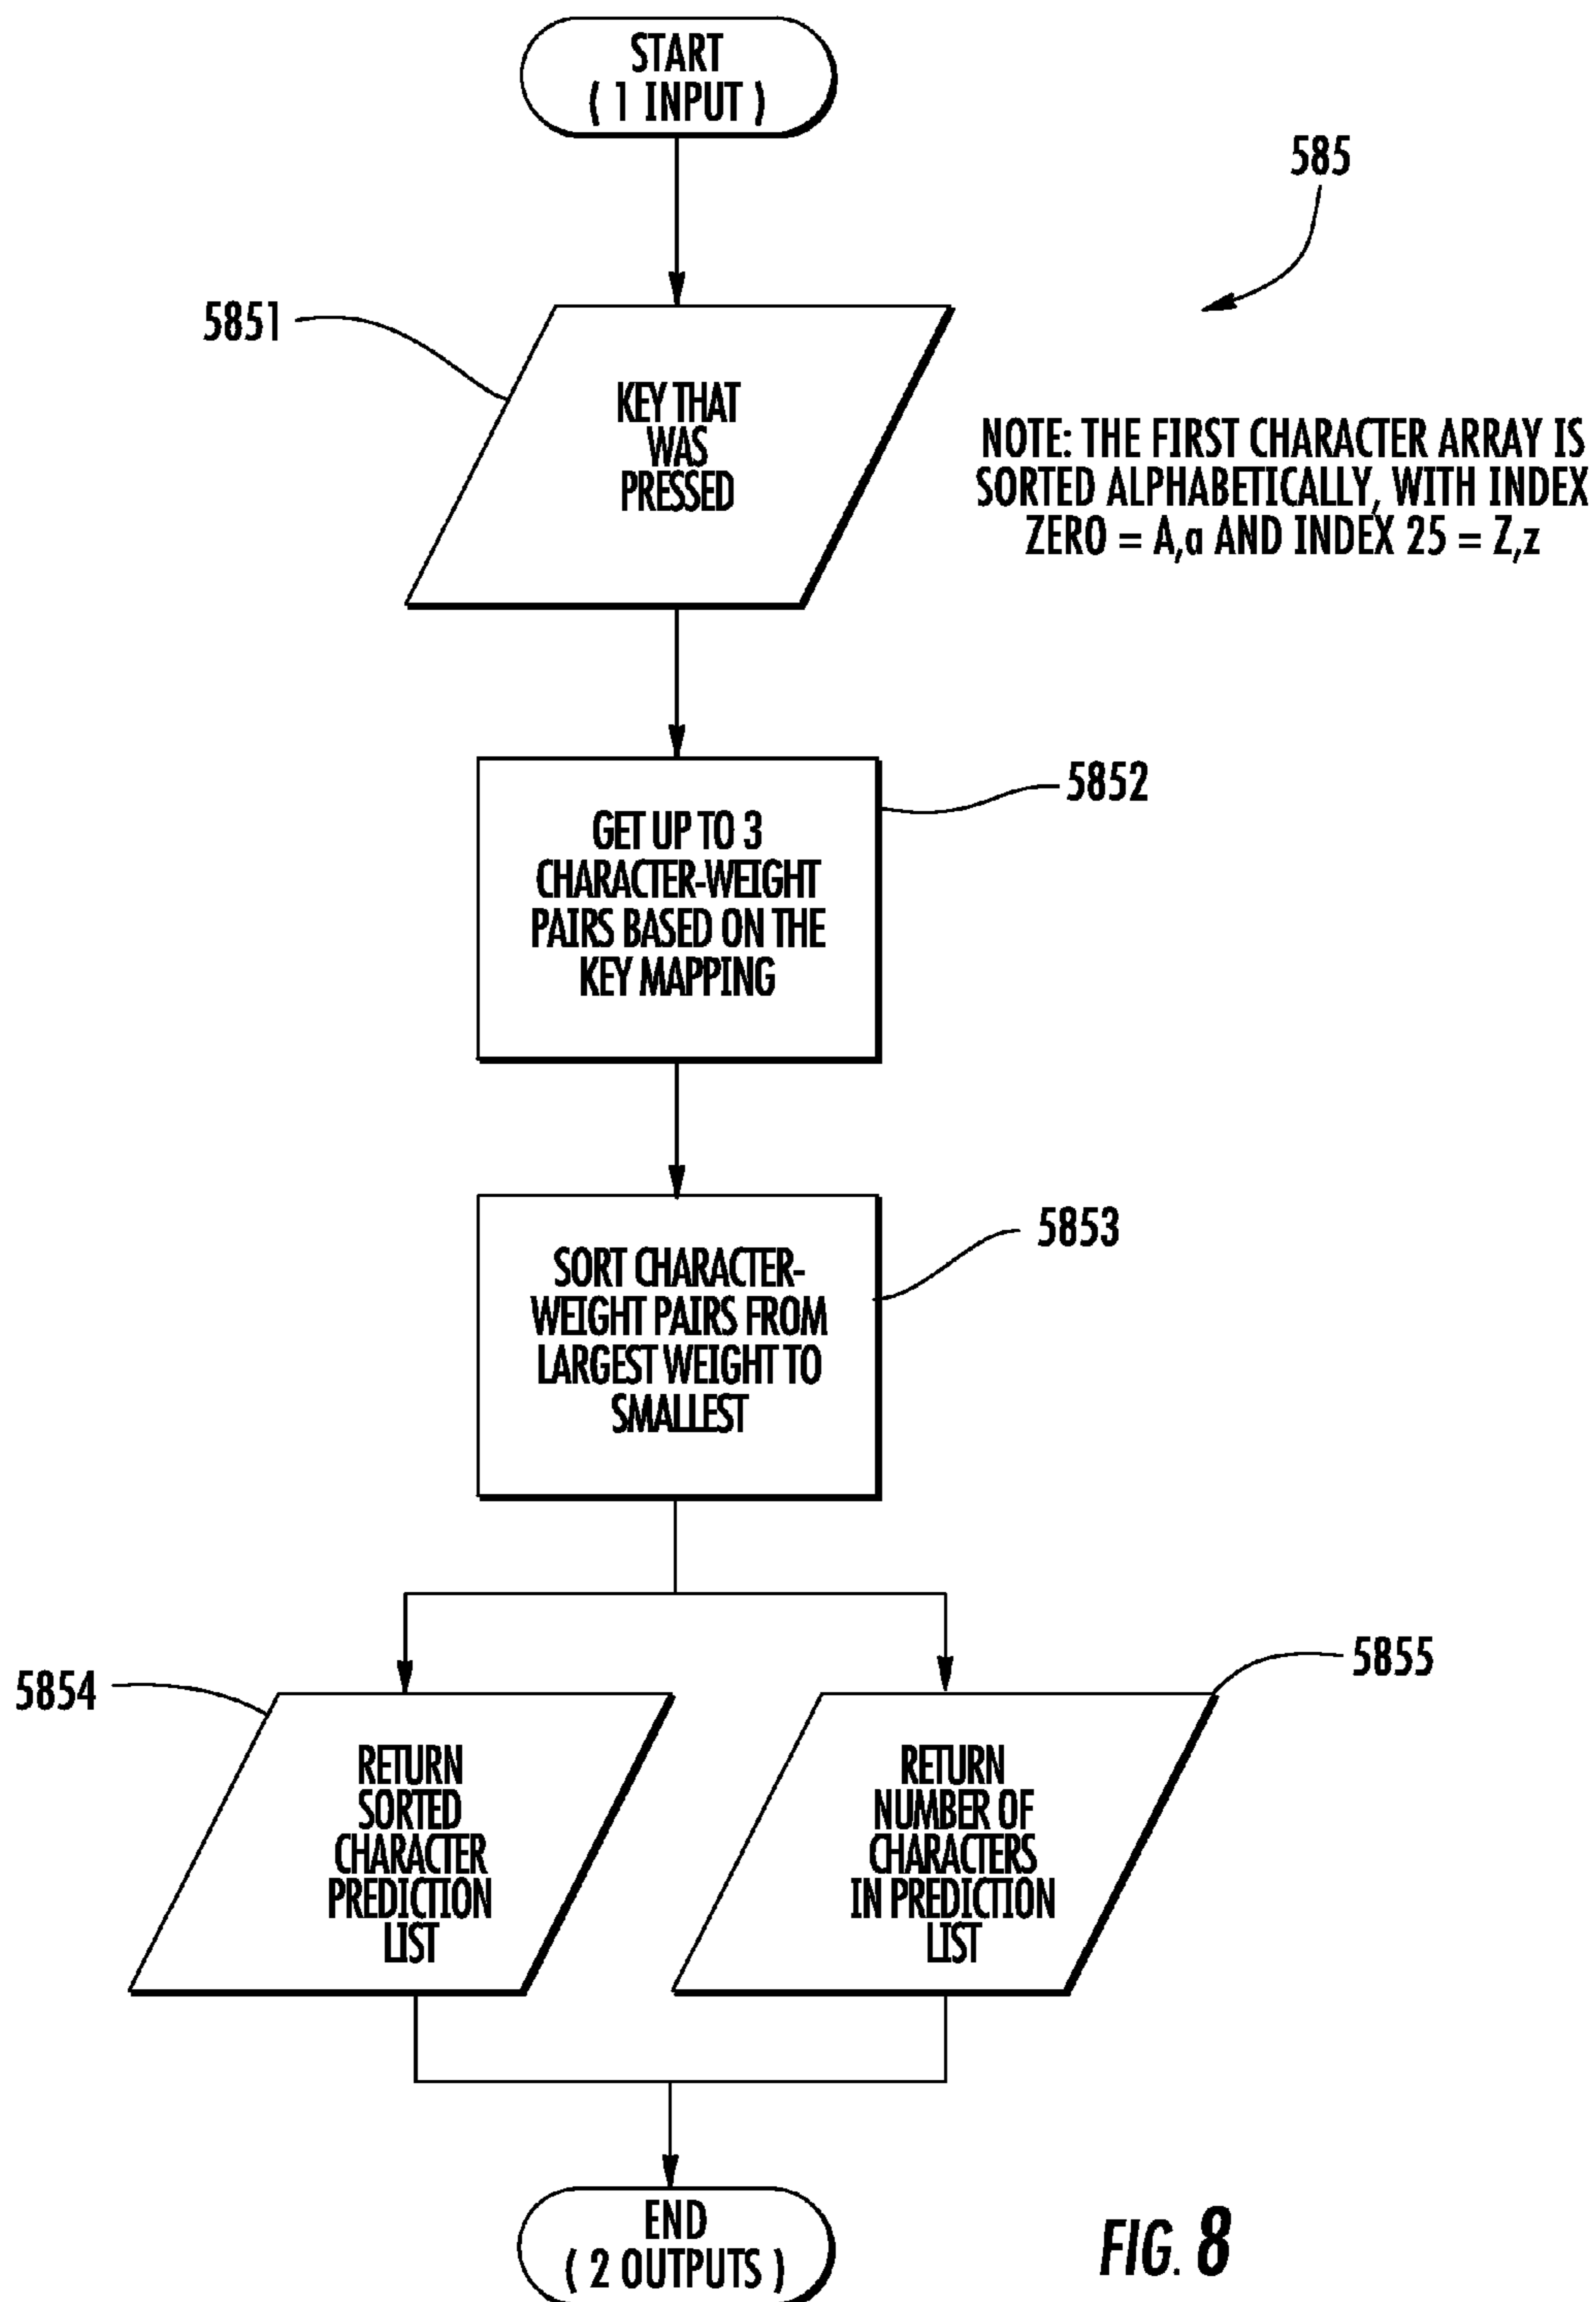 START
( 1 INPUT )
585
5851
KEY THAT
WAS
PRESSED
NOTE: THE FIRST CHARACTER ARRAY IS
SORTED ALPHABETICALLY, WITH INDEX
ZERO = A,a AND INDEX 25 = Z,z
5852
GET UP TO 3
CHARACTER-WEIGHT
PAIRS BASED ON THE
KEY MAPPING
5853
SORT CHARACTER-
WEIGHT PAIRS FROM
LARGEST WEIGHT TO
SMALLEST
5854
RETURN
SORTED
CHARACTER
PREDICTION
LIST
5855
RETURN
NUMBER OF
CHARACTERS
IN PREDICTION
LIST
END
( 2 OUTPUTS )
FIG. 8